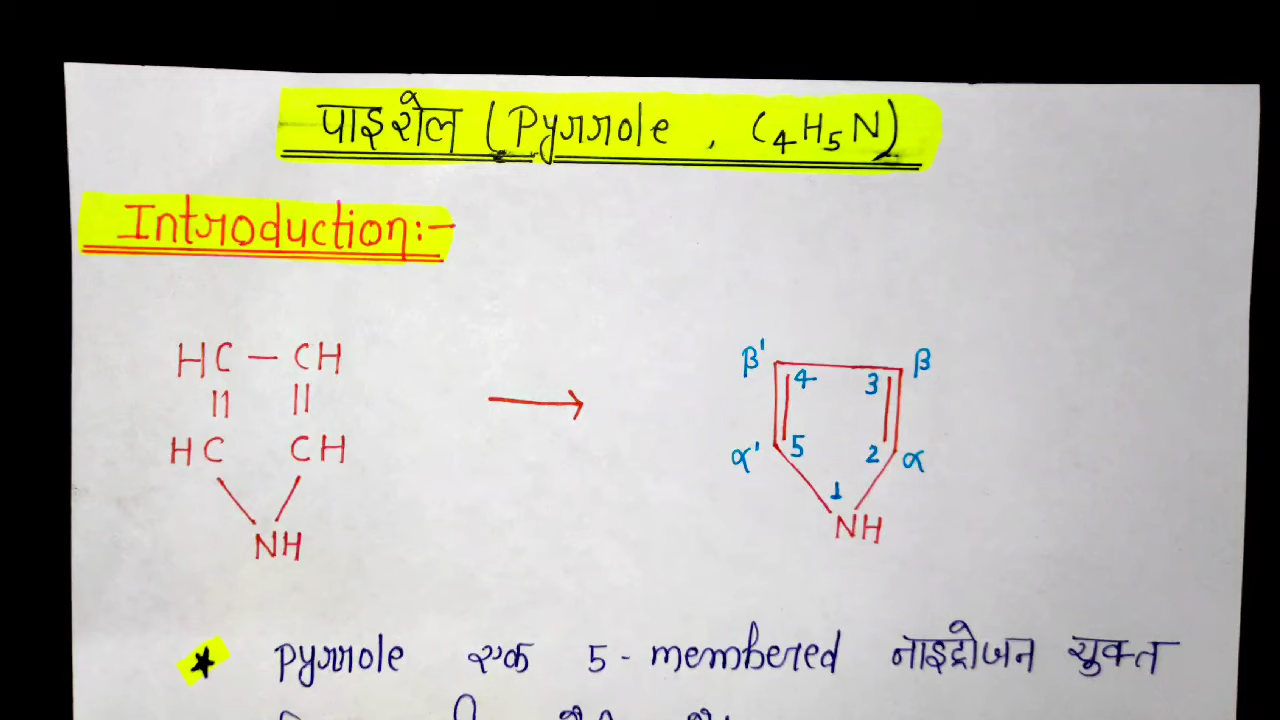 पाइरोल (Pyrrole, C₄H₅N)
Introduction:-
HC — CH
|| ||
HC CH
NH
β' 4 3 β
α' 5 2 α
1
NH
★ Pyrrole एक 5-membered नाइट्रोजन युक्त